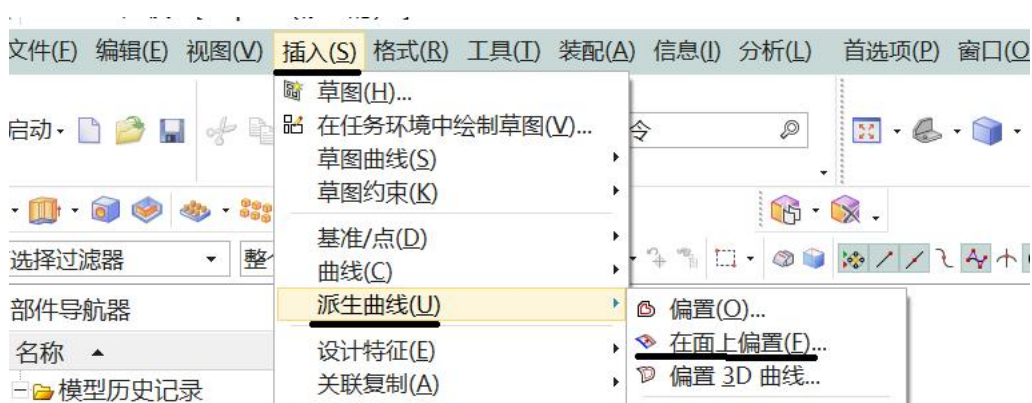 文件(F) 编辑(E) 视图(V) 插入(S) 格式(R) 工具(T) 装配(A) 信息(I) 分析(L) 首选项(P) 窗口(O
草图(H)...
启动 在任务环境中绘制草图(V)... 令
草图曲线(S)
草图约束(K)
基准/点(D)
选择过滤器 整
曲线(C)
派生曲线(U)
偏置(O)...
部件导航器
在面上偏置(F)...
名称 设计特征(E)
偏置 3D 曲线...
模型历史记录 关联复制(A)